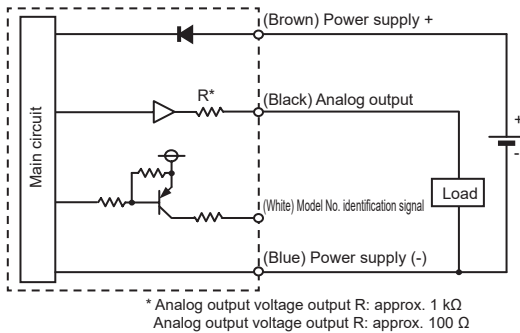 (Brown) Power supply +
R*
(Black) Analog output
Main circuit
+
-
Load
(White) Model No. identification signal
(Blue) Power supply (-)
* Analog output voltage output R: approx. 1 kΩ
Analog output voltage output R: approx. 100 Ω